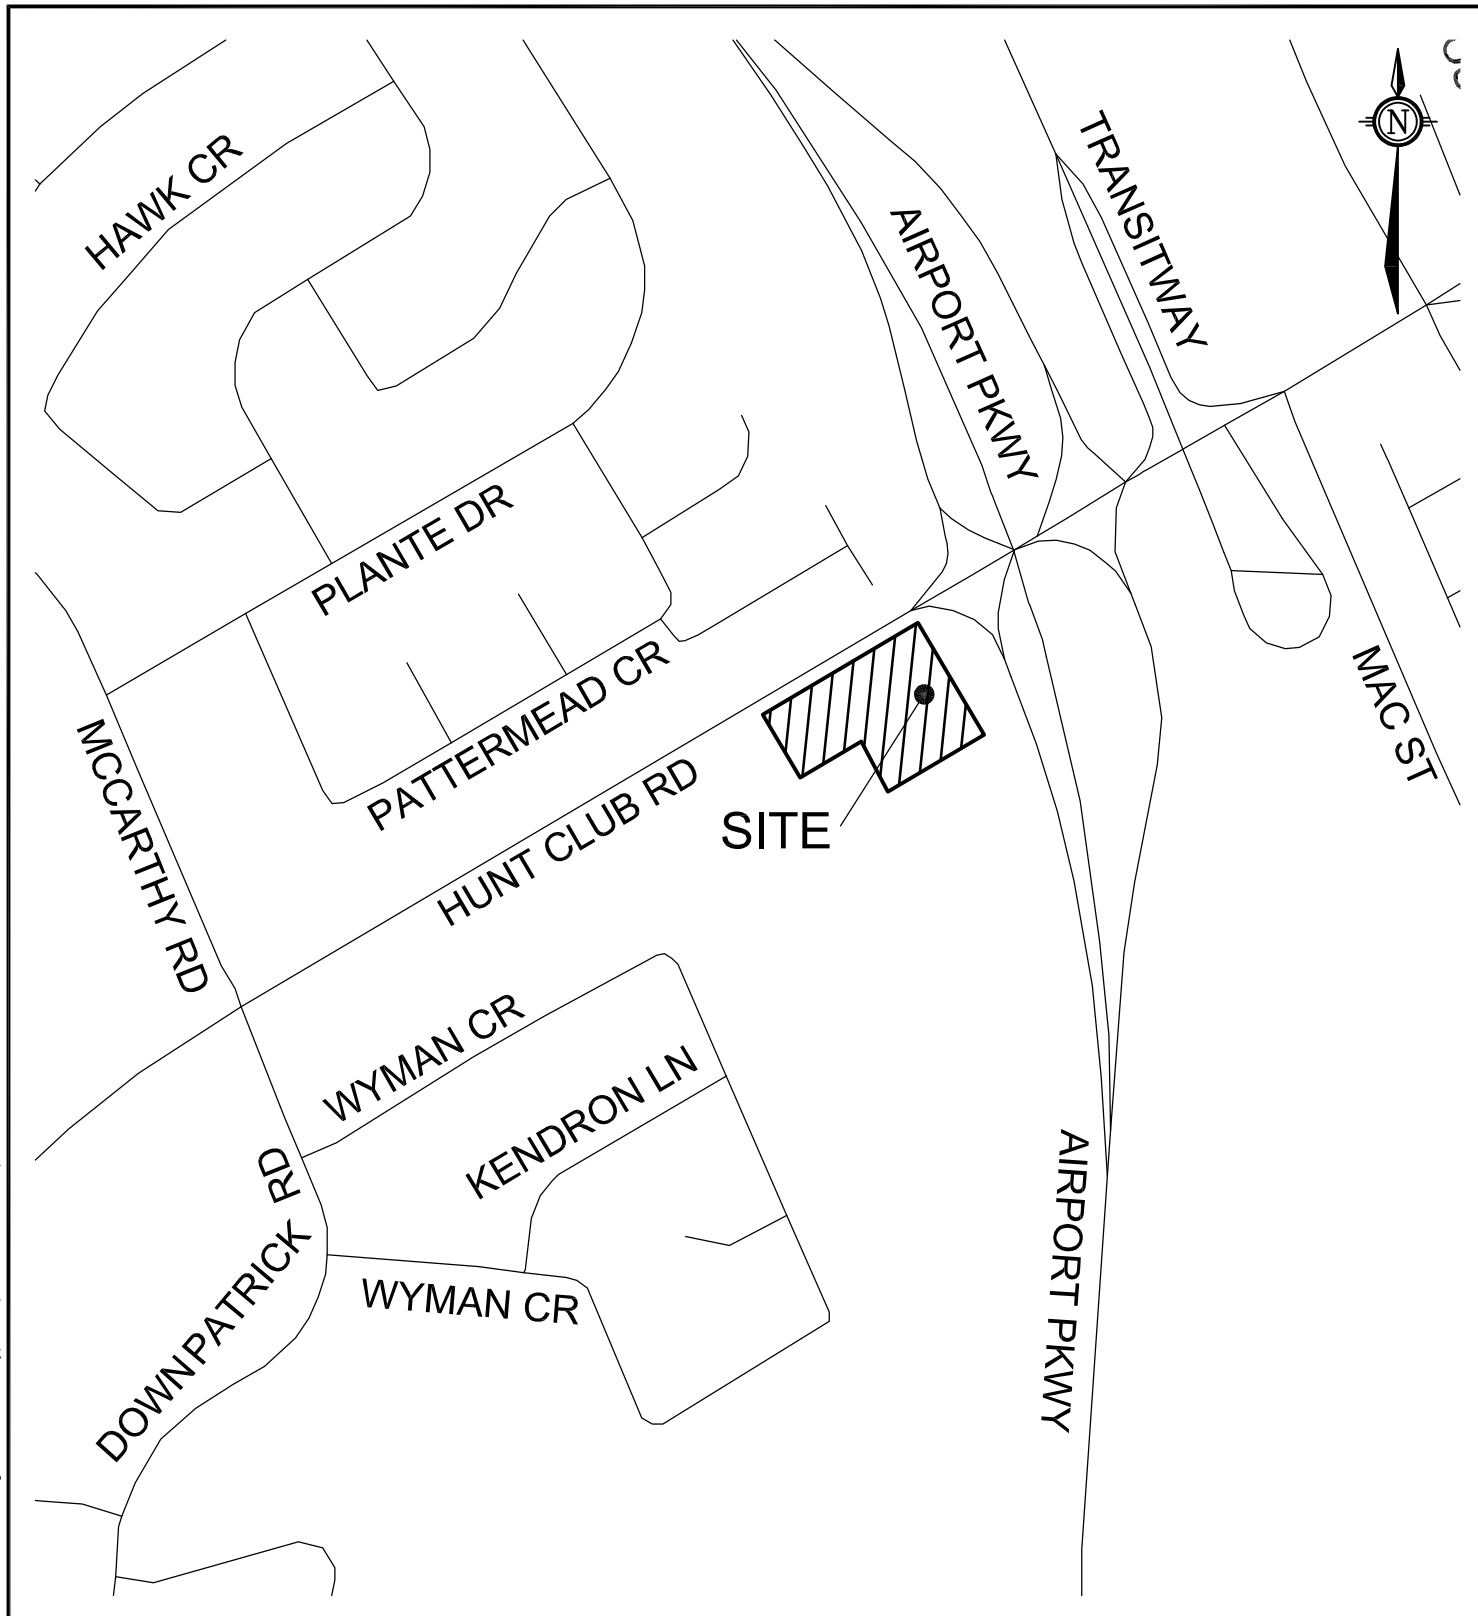 N
HAWK CR
TRANSITWAY
AIRPORT PKWY
PLANTE DR
PATTERMEAD CR
MCCARTHY RD
HUNT CLUB RD
SITE
MAC ST
WYMAN CR
KENDRON LN
DOWNPATRICK RD
WYMAN CR
AIRPORT PKWY